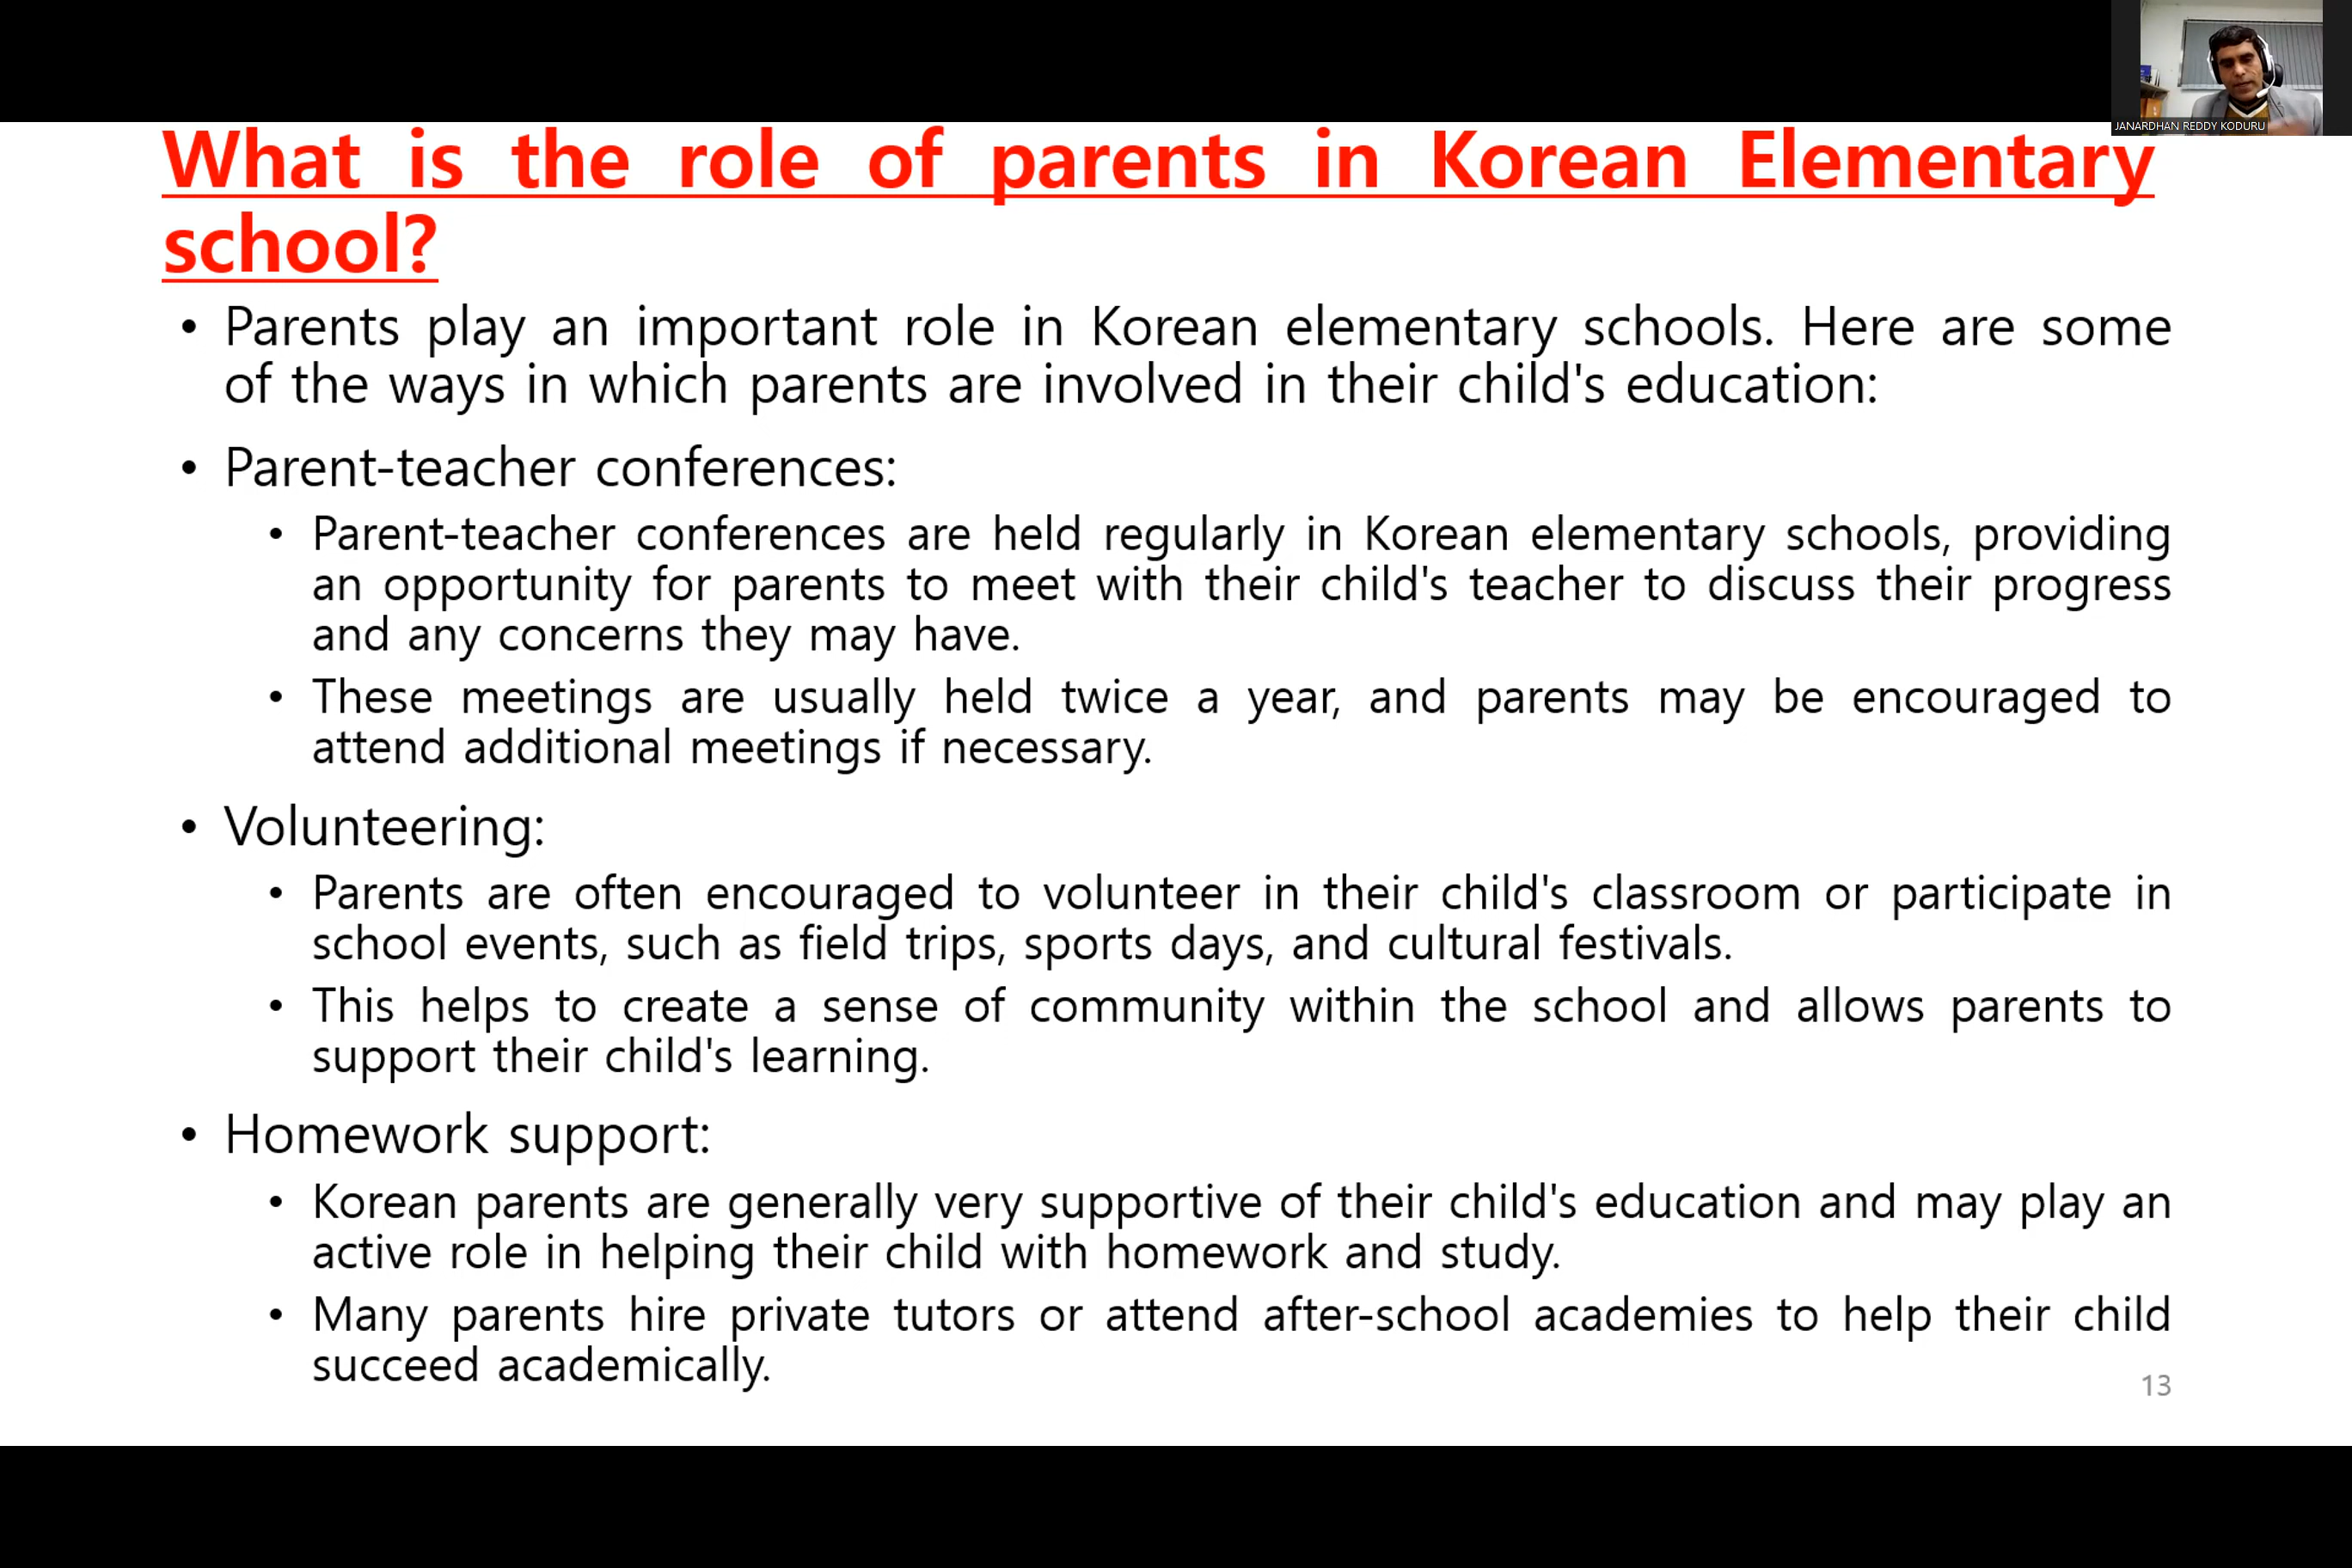 JANARDHAN REDDY KODURU
What is the role of parents in Korean Elementary
school?
• Parents play an important role in Korean elementary schools. Here are some
of the ways in which parents are involved in their child's education:
• Parent-teacher conferences:
• Parent-teacher conferences are held regularly in Korean elementary schools, providing
an opportunity for parents to meet with their child's teacher to discuss their progress
and any concerns they may have.
• These meetings are usually held twice a year, and parents may be encouraged to
attend additional meetings if necessary.
• Volunteering:
• Parents are often encouraged to volunteer in their child's classroom or participate in
school events, such as field trips, sports days, and cultural festivals.
• This helps to create a sense of community within the school and allows parents to
support their child's learning.
• Homework support:
• Korean parents are generally very supportive of their child's education and may play an
active role in helping their child with homework and study.
• Many parents hire private tutors or attend after-school academies to help their child
succeed academically.
13